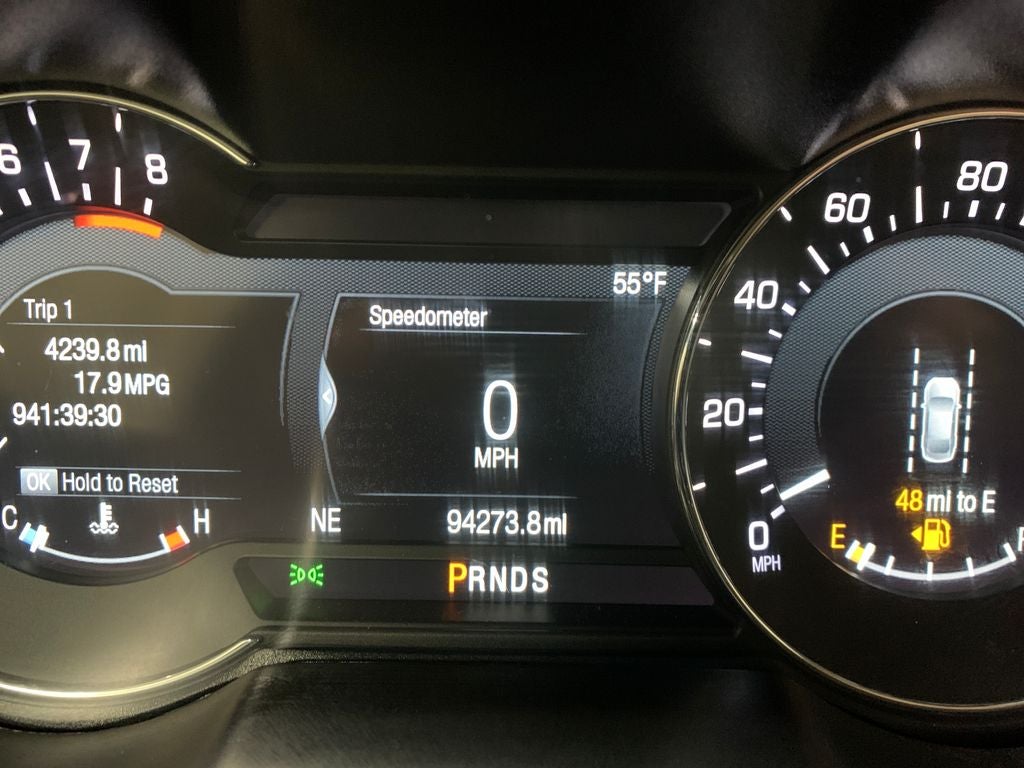 6 7 8
Trip 1
4239.8 mi
17.9 MPG
941:39:30
OK Hold to Reset
C H
55°F
Speedometer
0
MPH
NE 94273.8 mi
PRNDS
0 20 40 60 80
MPH
48 mi to E
E F